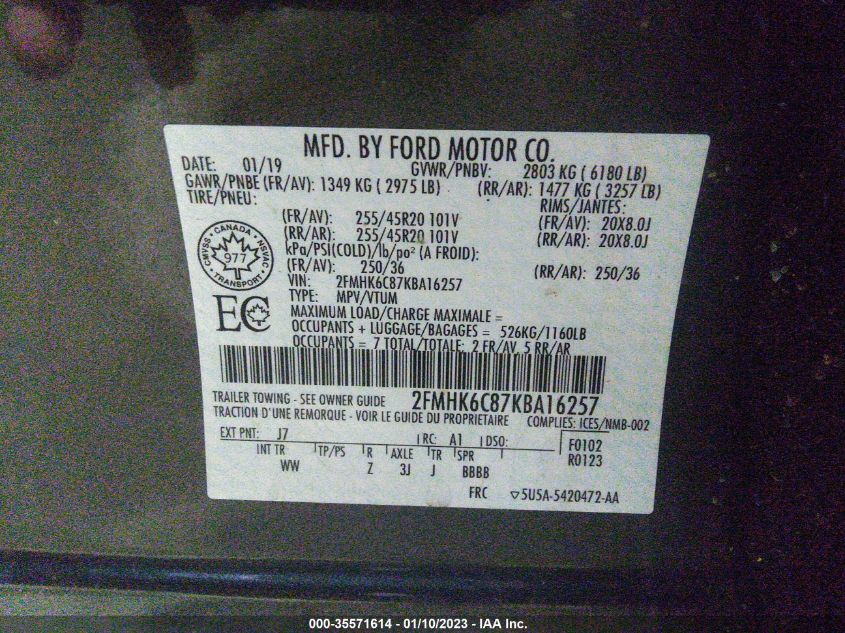 MFD. BY FORD MOTOR CO.
DATE: 01/19 GVWR/PNBV: 2803 KG ( 6180 LB)
GAWR/PNBE (FR/AV): 1349 KG ( 2975 LB) (RR/AR): 1477 KG ( 3257 LB)
TIRE/PNEU: RIMS/JANTES:
(FR/AV): 255/45R20 101V (FR/AV): 20X8.0J
(RR/AR): 255/45R20 101V (RR/AR): 20X8.0J
kPa/PSI(COLD)/lb/po² (A FROID):
(FR/AV): 250/36 (RR/AR): 250/36
VIN: 2FMHK6C87KBA16257
TYPE: MPV/VTUM
CANADA
CMVSS NSVAC
977
TRANSPORT
EC
MAXIMUM LOAD/CHARGE MAXIMALE =
OCCUPANTS + LUGGAGE/BAGAGES = 526KG/1160LB
OCCUPANTS = 7 TOTAL/TOTALE: 2 FR/AV, 5 RR/AR
TRAILER TOWING - SEE OWNER GUIDE 2FMHK6C87KBA16257
TRACTION D'UNE REMORQUE - VOIR LE GUIDE DU PROPRIETAIRE COMPLIES: ICES/NMB-002
EXT PNT: J7 RC: A1 DSO: F0102
INT TR TP/PS R AXLE TR SPR R0123
WW Z 3J J BBBB
FRC 5U5A-5420472-AA
000-35571614 - 01/10/2023 - IAA Inc.